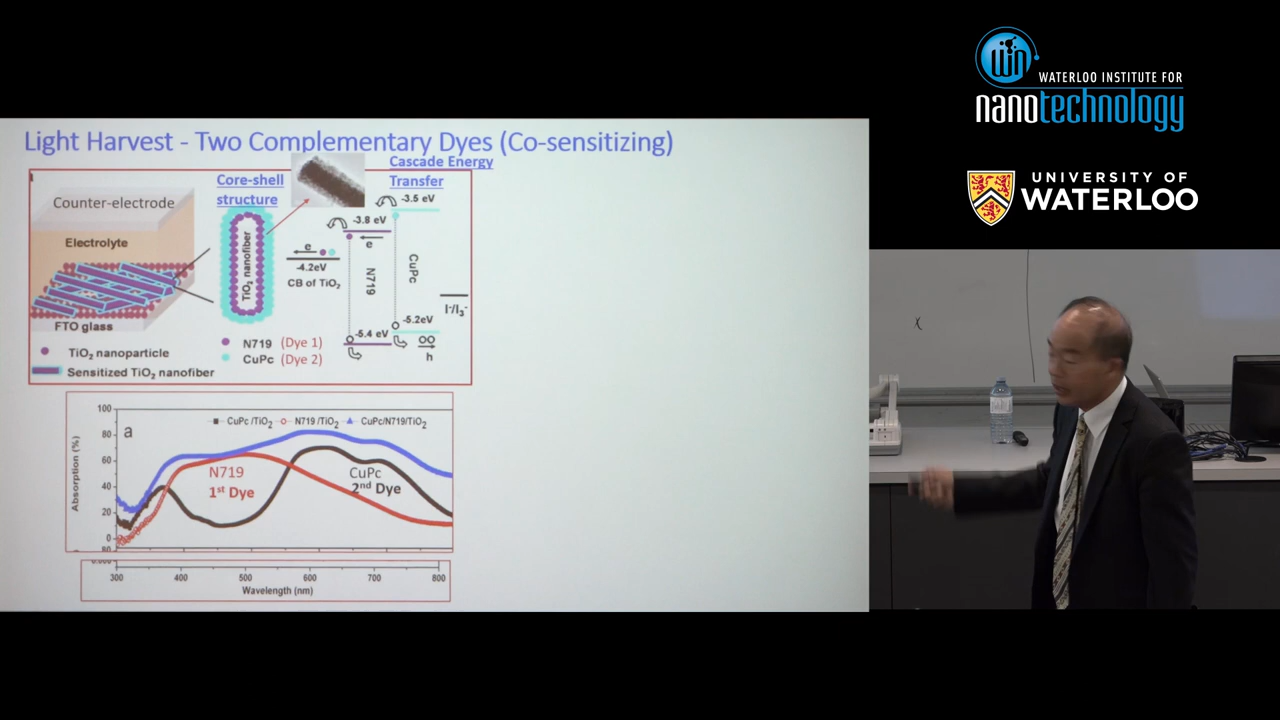 WATERLOO INSTITUTE FOR
nanotechnology
UNIVERSITY OF
WATERLOO
Light Harvest - Two Complementary Dyes (Co-sensitizing)
Counter-electrode
Electrolyte
FTO glass
TiO₂ nanoparticle
Sensitized TiO₂ nanofiber
Core-shell
structure
TiO₂ nanofiber
N719 (Dye 1)
CuPc (Dye 2)
Cascade Energy
Transfer
-3.5 eV
-3.8 eV
e
e
-4.2eV
CB of TiO₂
N719
CuPc
I⁻/I₃⁻
-5.2eV
-5.4 eV
h
a
CuPc /TiO₂ N719 /TiO₂ CuPc/N719/TiO₂
Absorption (%)
100
80
60
40
20
0
N719
1st Dye
CuPc
2nd Dye
300 400 500 600 700 800
Wavelength (nm)